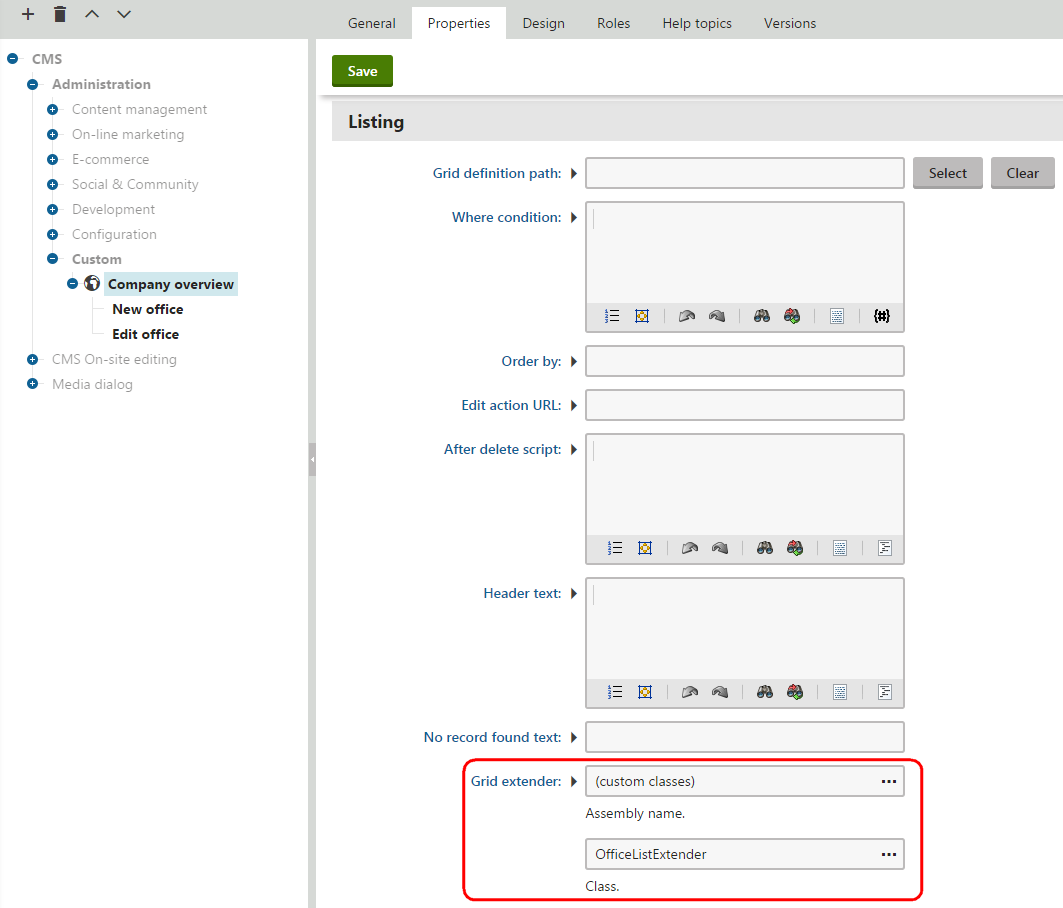 General
Properties
Design
Roles
Help topics
Versions
CMS
Administration
Content management
On-line marketing
E-commerce
Social & Community
Development
Configuration
Custom
Company overview
New office
Edit office
CMS On-site editing
Media dialog
Save
Listing
Grid definition path:
Select
Clear
Where condition:
Order by:
Edit action URL:
After delete script:
Header text:
No record found text:
Grid extender:
(custom classes)
Assembly name.
OfficeListExtender
Class.